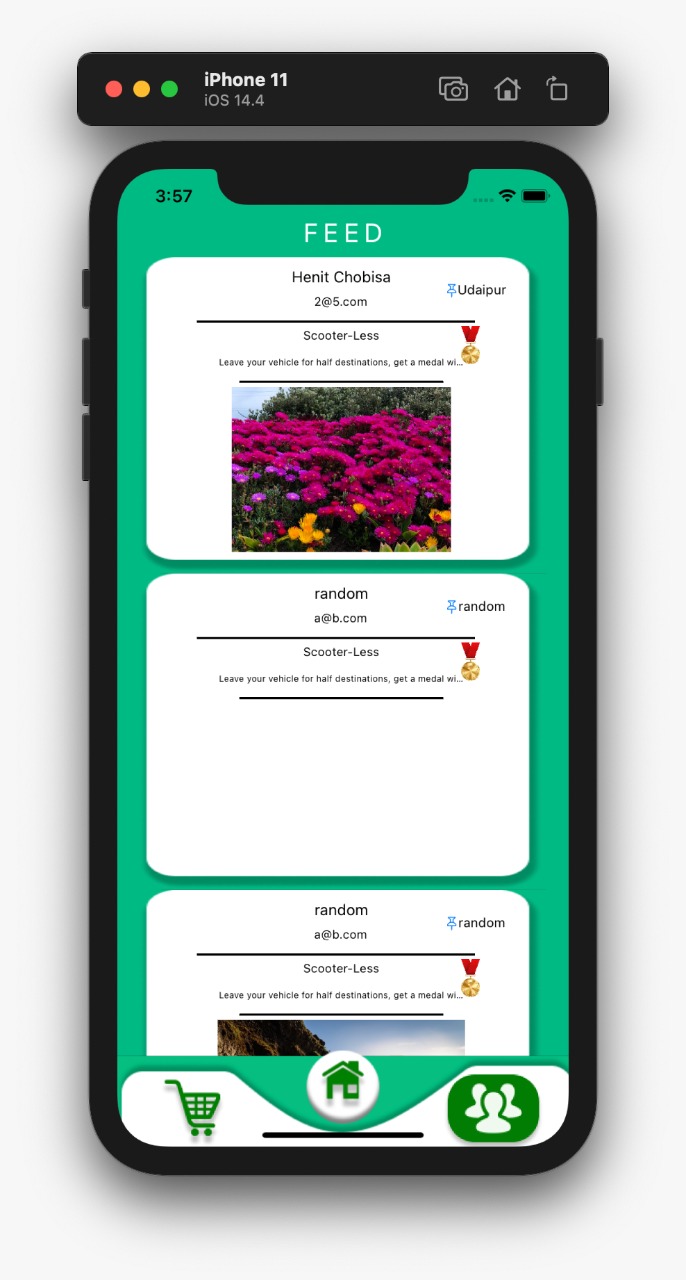 iPhone 11
iOS 14.4
3:57
FEED
Henit Chobisa
2@5.com
Udaipur
Scooter-Less
Leave your vehicle for half destinations, get a medal wi...
random
a@b.com
random
Scooter-Less
Leave your vehicle for half destinations, get a medal wi...
random
a@b.com
random
Scooter-Less
Leave your vehicle for half destinations, get a medal wi...